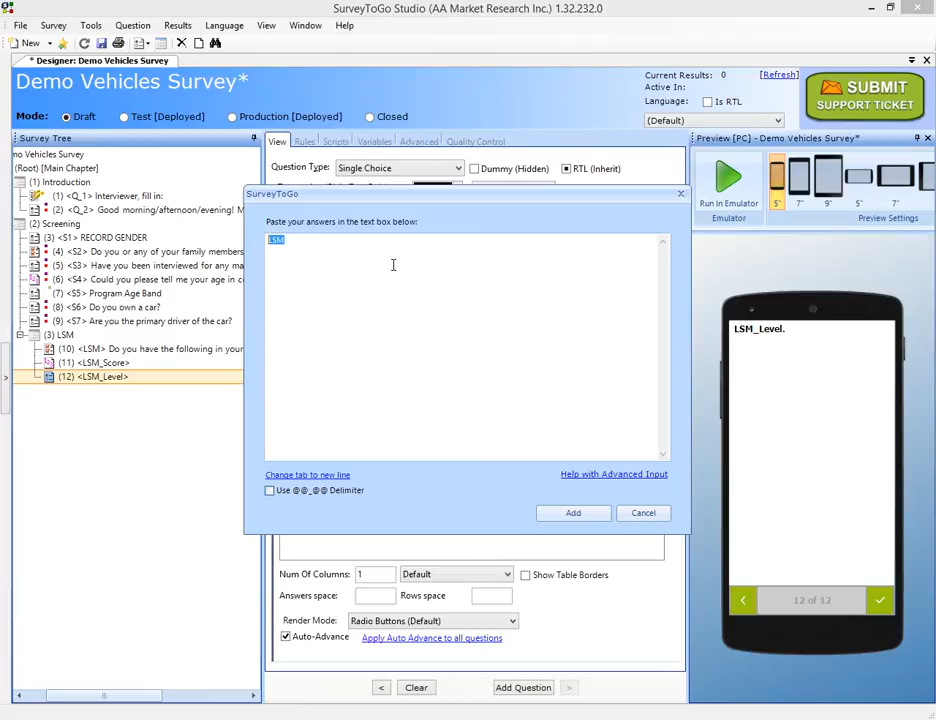 SurveyToGo Studio (AA Market Research Inc.) 1.32.232.0
File Survey Tools Question Results Language View Window Help
New
* Designer: Demo Vehicles Survey*
Demo Vehicles Survey*
Current Results: 0 [Refresh]
Active In:
Language: Is RTL
(Default)
SUBMIT
SUPPORT TICKET
Mode: Draft Test [Deployed] Production [Deployed] Closed
Survey Tree
mo Vehicles Survey
(Root) [Main Chapter]
(1) Introduction
(1) <Q_1> Interviewer, fill in:
(2) <Q_2> Good morning/afternoon/evening! M
(2) Screening
(3) <S1> RECORD GENDER
(4) <S2> Do you or any of your family members
(5) <S3> Have you been interviewed for any ma
(6) <S4> Could you please tell me your age in c
(7) <S5> Program Age Band
(8) <S6> Do you own a car?
(9) <S7> Are you the primary driver of the car?
(3) LSM
(10) <LSM> Do you have the following in your
(11) <LSM_Score>
(12) <LSM_Level>
View Rules Scripts Variables Advanced Quality Control
Question Type: Single Choice Dummy (Hidden) RTL (Inherit)
SurveyToGo
Paste your answers in the text box below:
LSM
Change tab to new line
Help with Advanced Input
Use @@_@@ Delimiter
Add Cancel
Num Of Columns: 1 Default Show Table Borders
Answers space: Rows space
Render Mode: Radio Buttons (Default)
Auto-Advance Apply Auto Advance to all questions
< Clear Add Question >
Preview [PC] - Demo Vehicles Survey*
Run In Emulator
5" 7" 9" 5" 7"
Emulator Preview Settings
LSM_Level.
12 of 12